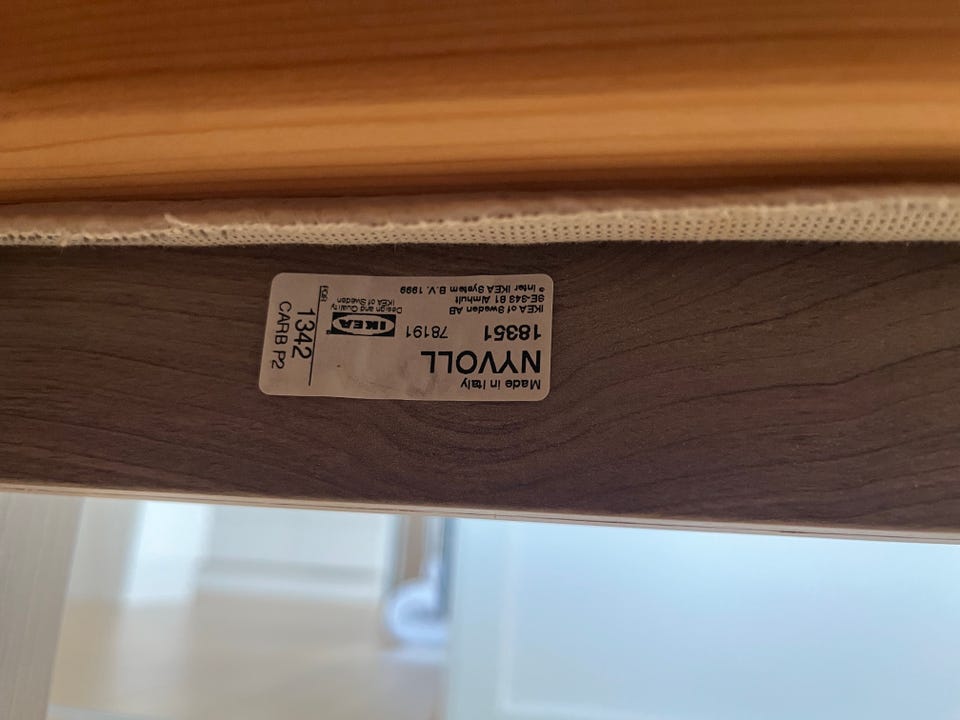 Made in Italy
NYVOLL
18351 78191
IKEA of Sweden AB
SE-343 81 Älmhult
© Inter IKEA System B.V. 1999
IKEA
Design and Quality
IKEA of Sweden
1342
CARB P2